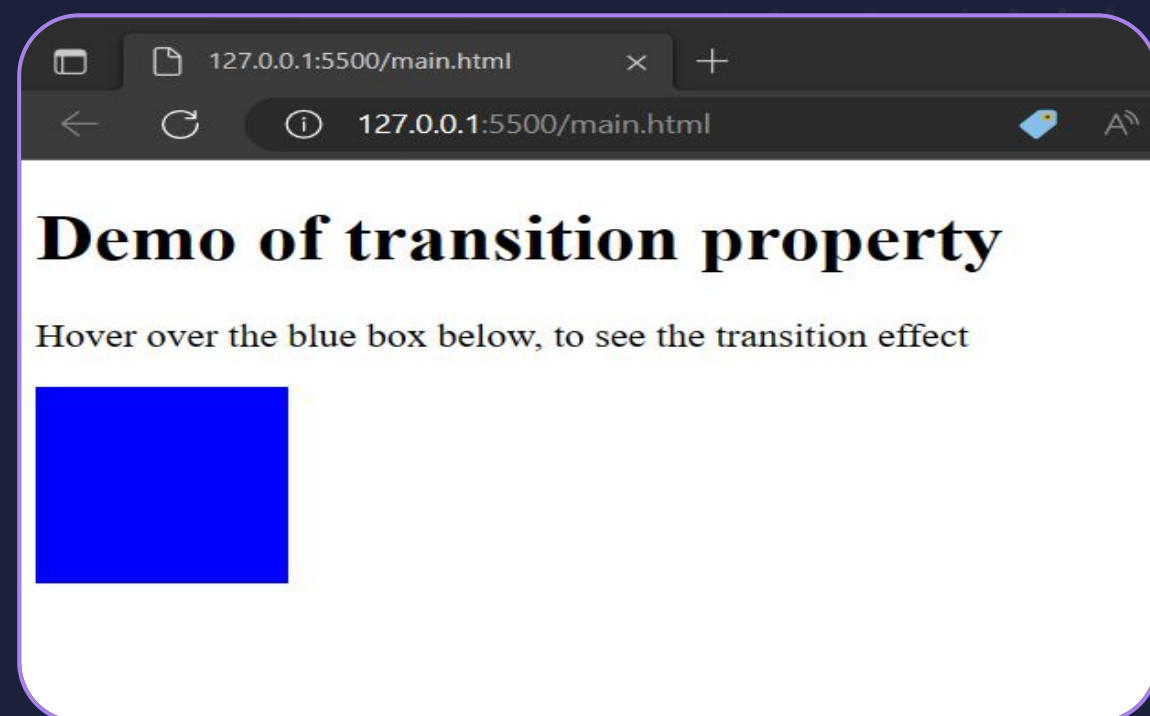 127.0.0.1:5500/main.html
127.0.0.1:5500/main.html
Demo of transition property
Hover over the blue box below, to see the transition effect